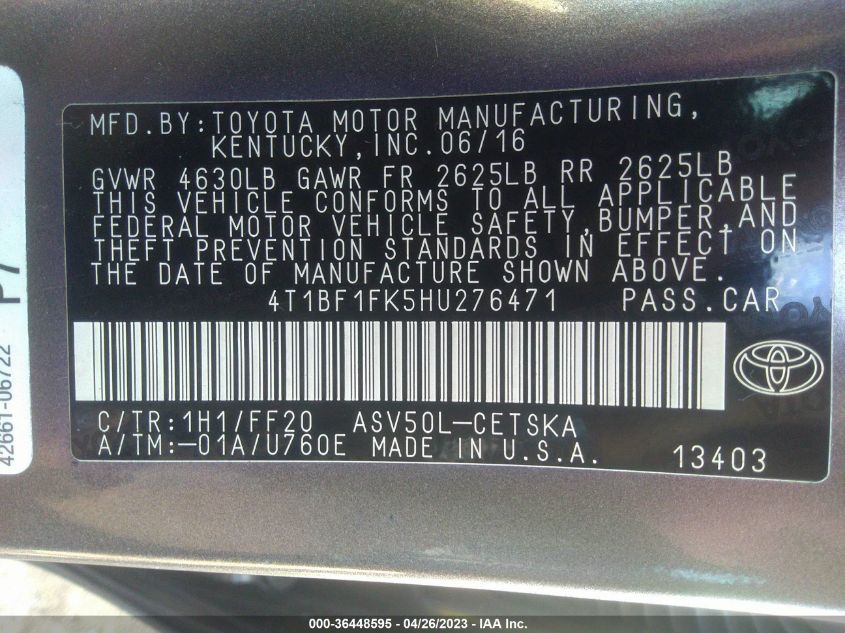 MFD.BY:TOYOTA MOTOR MANUFACTURING,
KENTUCKY,INC.06/16
GVWR 4630LB GAWR FR 2625LB RR 2625LB
THIS VEHICLE CONFORMS TO ALL APPLICABLE
FEDERAL MOTOR VEHICLE SAFETY,BUMPER,AND
THEFT PREVENTION STANDARDS IN EFFECT ON
THE DATE OF MANUFACTURE SHOWN ABOVE.
4T1BF1FK5HU276471 PASS.CAR
C/TR:1H1/FF20 ASV50L-CETSKA
A/TM:-01A/U760E MADE IN U.S.A. 13403
42661-06722
000-36448595 - 04/26/2023 - IAA Inc.